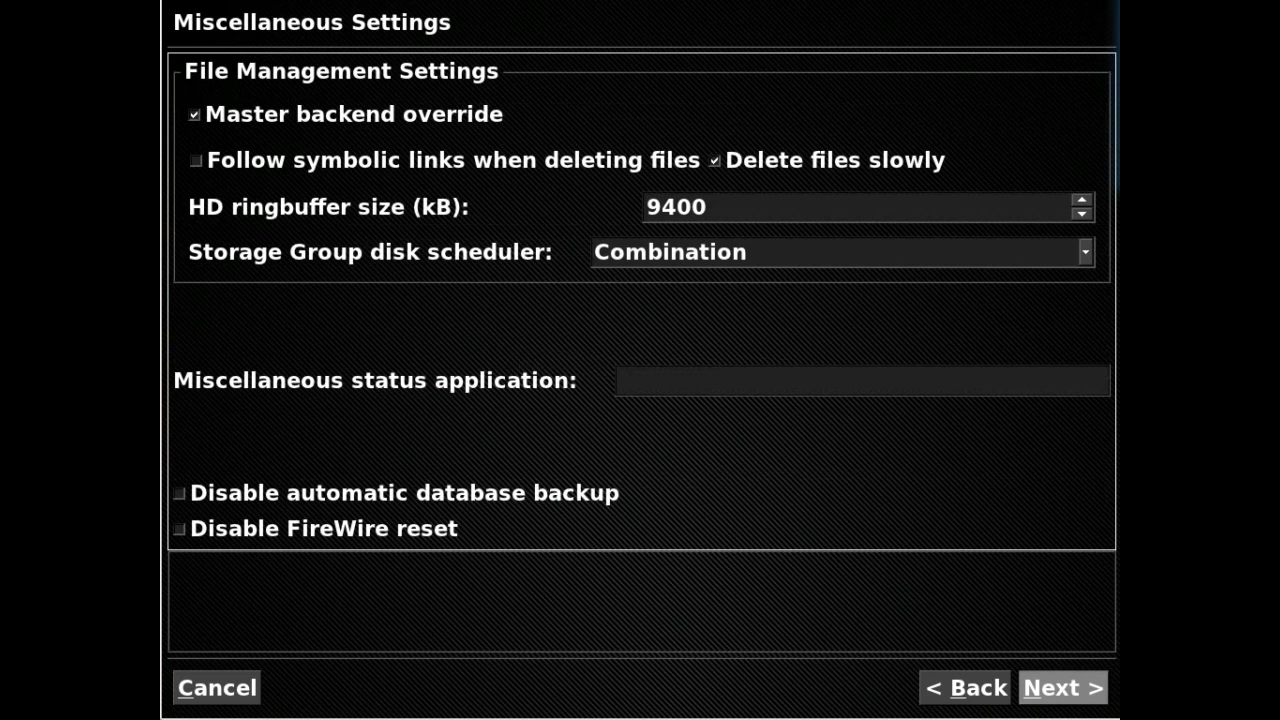 Miscellaneous Settings
File Management Settings
Master backend override
Follow symbolic links when deleting files Delete files slowly
HD ringbuffer size (kB): 9400
Storage Group disk scheduler: Combination
Miscellaneous status application:
Disable automatic database backup
Disable FireWire reset
Cancel < Back Next >